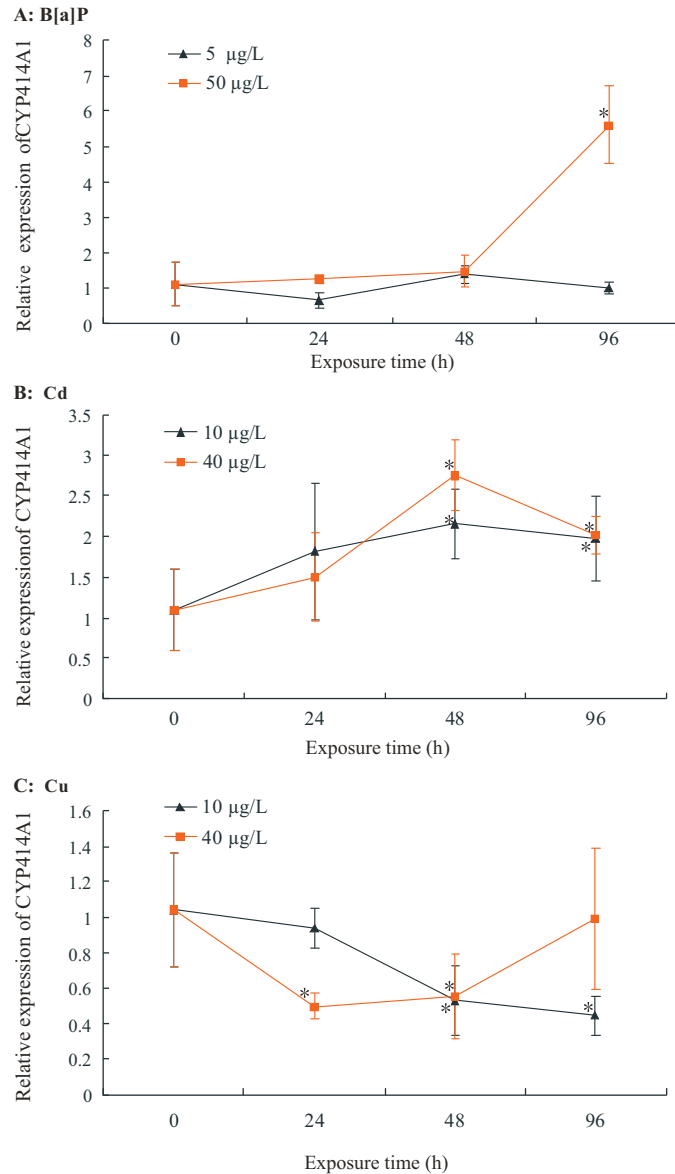 A: B[a]P
Relative expression ofCYP414A1
8
7
6
5
4
3
2
1
0
5 µg/L
50 µg/L
*
0 24 48 96
Exposure time (h)
B: Cd
Relative expressionof CYP414A1
3.5
3
2.5
2
1.5
1
0.5
0
10 µg/L
40 µg/L
*
*
*
*
0 24 48 96
Exposure time (h)
C: Cu
Relative expression of CYP414A1
1.6
1.4
1.2
1
0.8
0.6
0.4
0.2
0
10 µg/L
40 µg/L
*
*
*
*
0 24 48 96
Exposure time (h)